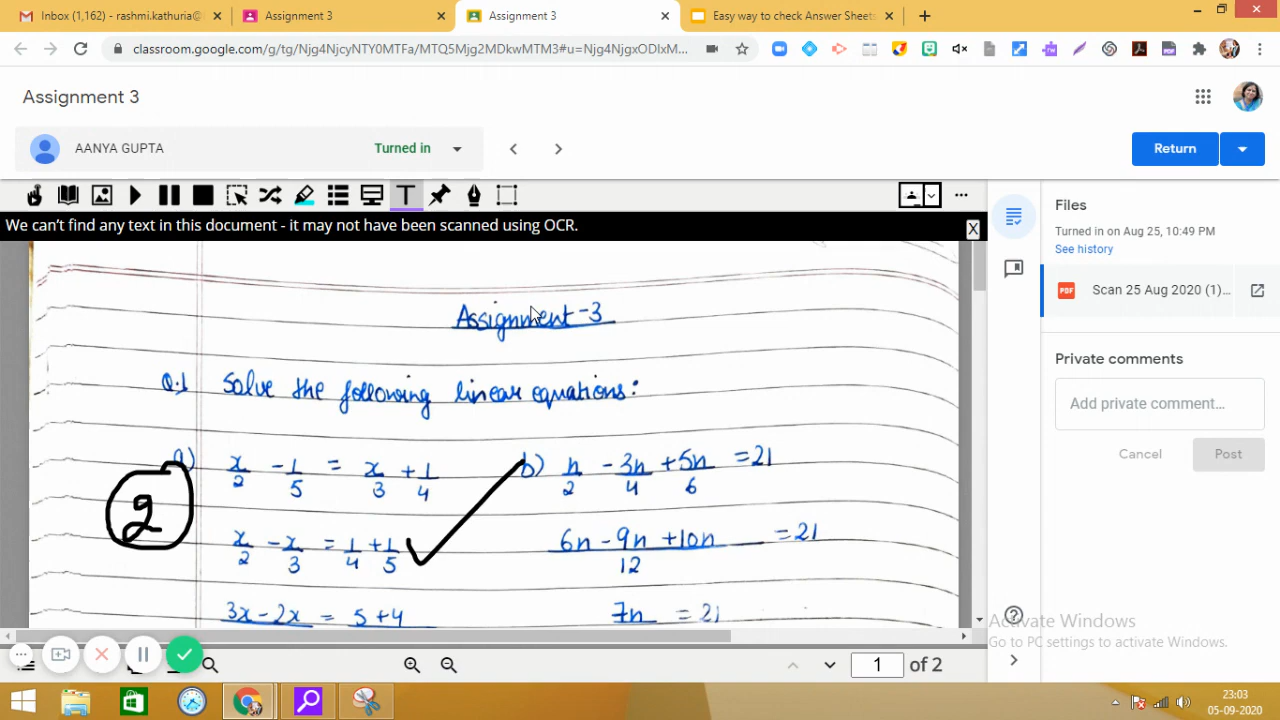 Inbox (1,162) - rashmi.kathuria@
Assignment 3
Assignment 3
Easy way to check Answer Sheets
classroom.google.com/g/tg/Njg4NjcyNTY0MTFa/MTQ5Mjg2MDkwMTM3#u=Njg4NjgxODIxM...
Assignment 3
AANYA GUPTA
Turned in
Return
T
We can't find any text in this document - it may not have been scanned using OCR.
X
Files
Turned in on Aug 25, 10:49 PM
See history
PDF
Scan 25 Aug 2020 (1)...
Private comments
Add private comment...
Cancel
Post
Assignment -3
Q.1 Solve the following linear equations:
a) x/2 - 1/5 = x/3 + 1/4
b) n/2 - 3n/4 + 5n/6 = 21
2
x/2 - x/3 = 1/4 + 1/5
6n - 9n + 10n / 12 = 21
3x - 2x = 5 + 4
7n = 21
Activate Windows
Go to PC settings to activate Windows.
1 of 2
23:03
05-09-2020